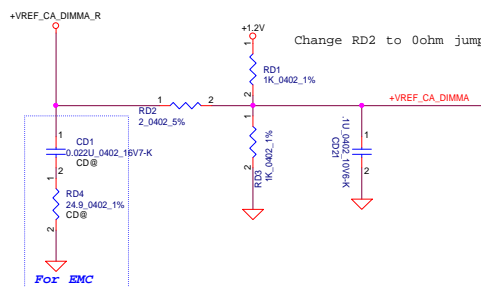 +VREF_CA_DIMMA_R
+1.2V
Change RD2 to 0ohm jump
1
RD1
1K_0402_1%
2
+VREF_CA_DIMMA
1
2
RD2
2_0402_5%
1
CD1
0.022U_0402_16V7-K
CD@
2
1
RD4
24.9_0402_1%
CD@
2
For EMC
1
RD3
1K_0402_1%
2
1
.1U_0402_10V6-K
CD21
2